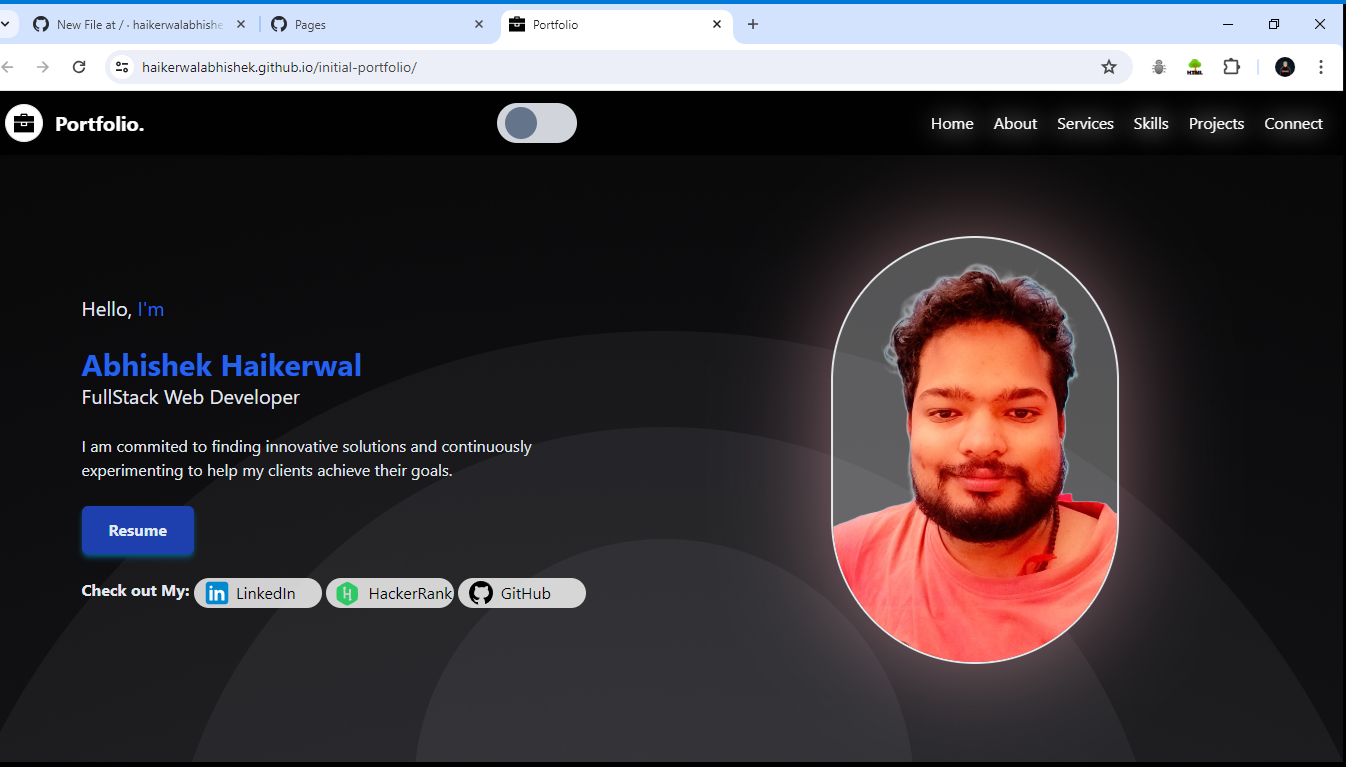 New File at / · haikerwalabhishe
Pages
Portfolio
haikerwalabhishek.github.io/initial-portfolio/
HTML
Portfolio.
Home About Services Skills Projects Connect
Hello, I'm
Abhishek Haikerwal
FullStack Web Developer
I am commited to finding innovative solutions and continuously
experimenting to help my clients achieve their goals.
Resume
Check out My: in LinkedIn H HackerRank GitHub